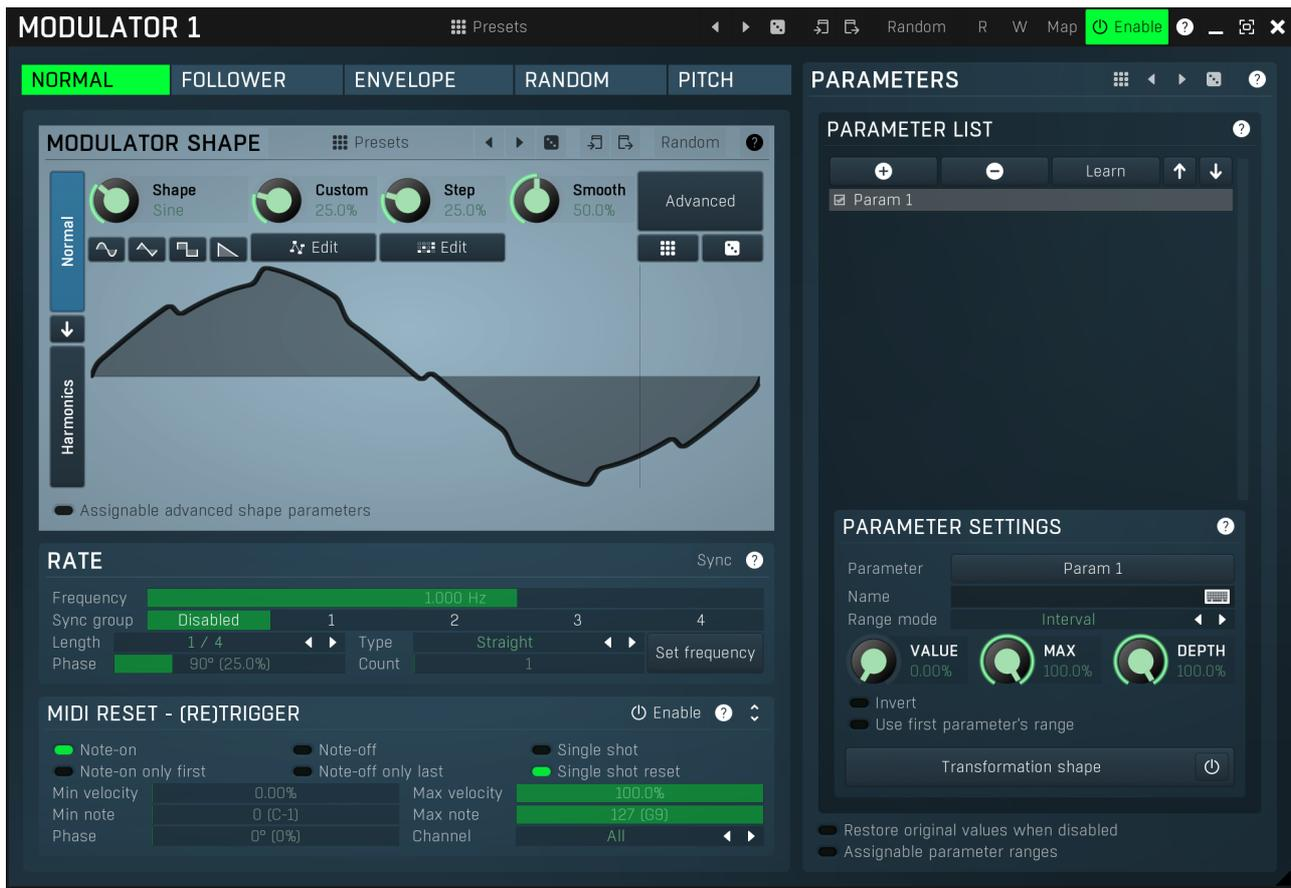 MODULATOR 1 Presets Random R W Map Enable ?
NORMAL FOLLOWER ENVELOPE RANDOM PITCH
MODULATOR SHAPE Presets Random ?
Normal
Harmonics
Shape Custom Step Smooth
Sine 25.0% 25.0% 50.0%
Advanced
Edit Edit
Assignable advanced shape parameters
RATE Sync ?
Frequency 1.000 Hz
Sync group Disabled 1 2 3 4
Length 1 / 4 Type Straight
Phase 90° (25.0%) Count 1
Set frequency
MIDI RESET - (RE)TRIGGER Enable ?
Note-on Note-off Single shot
Note-on only first Note-off only last Single shot reset
Min velocity 0.00% Max velocity 100.0%
Min note 0 (C-1) Max note 127 (G9)
Phase 0° (0%) Channel All
PARAMETERS ?
PARAMETER LIST ?
Learn
Param 1
PARAMETER SETTINGS ?
Parameter Param 1
Name
Range mode Interval
VALUE MAX DEPTH
0.00% 100.0% 100.0%
Invert
Use first parameter's range
Transformation shape
Restore original values when disabled
Assignable parameter ranges